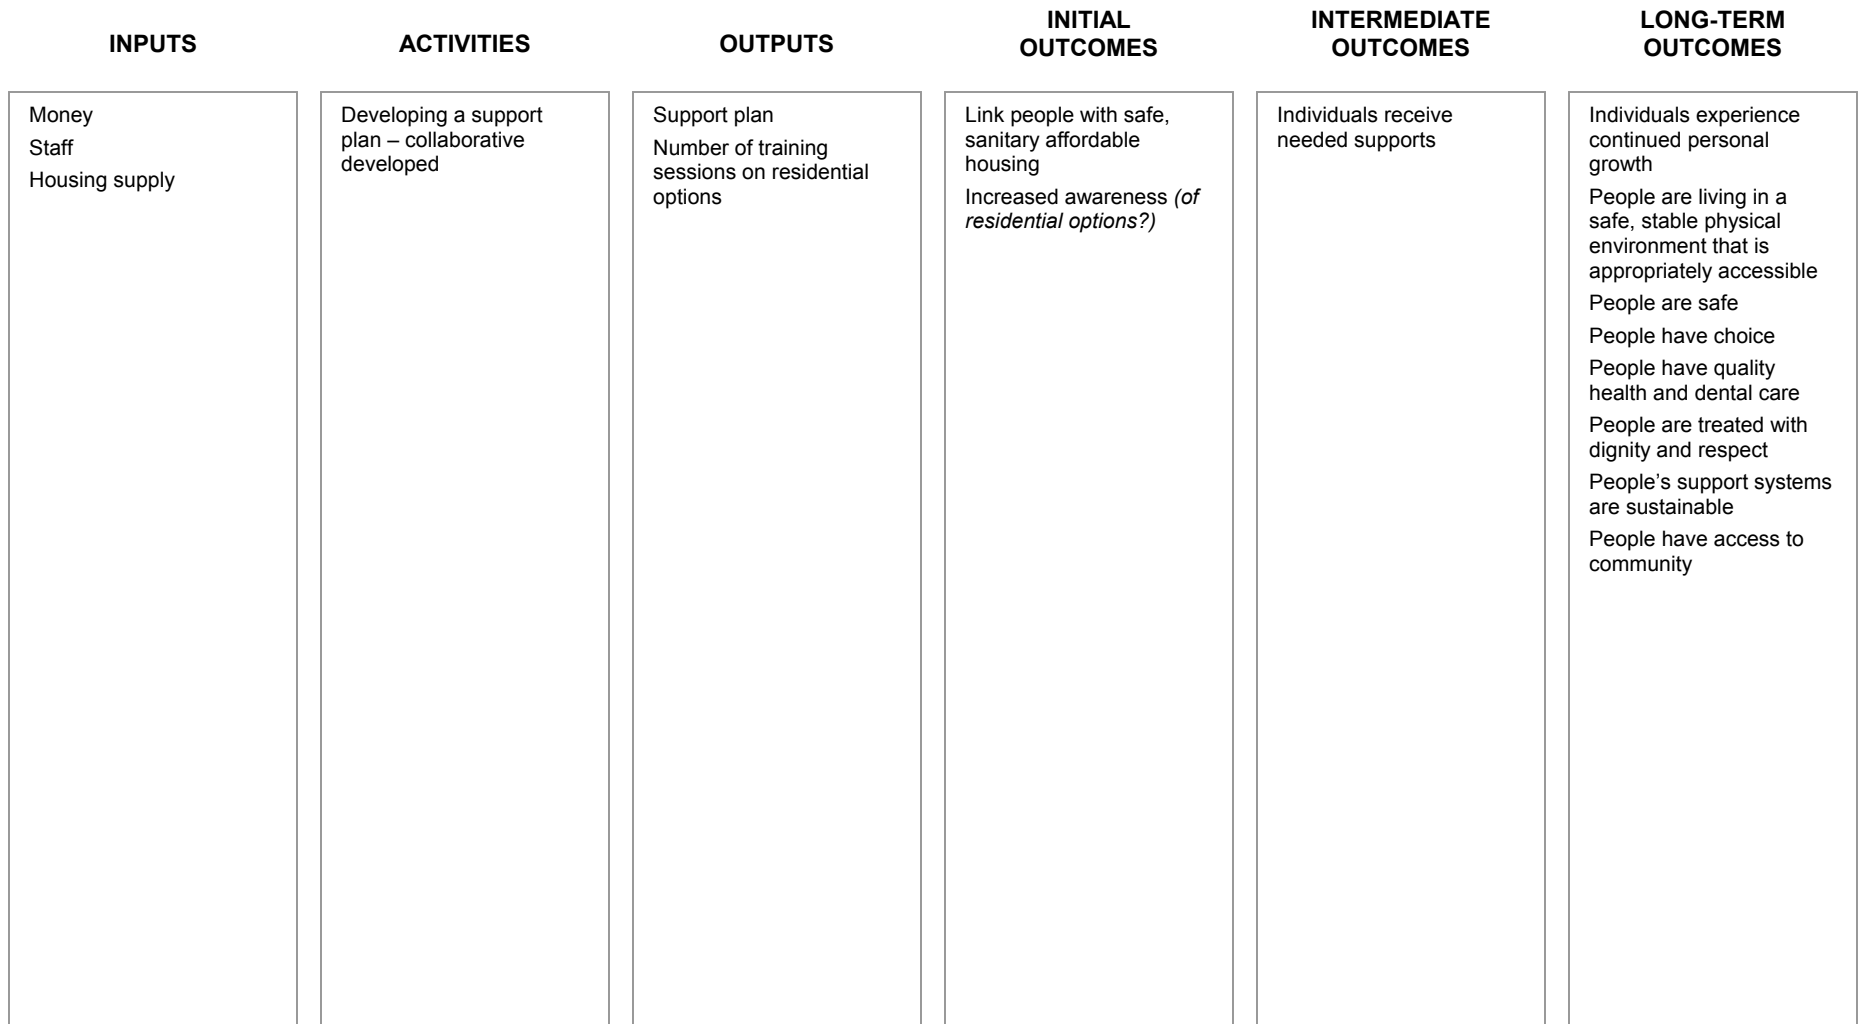 INPUTS
ACTIVITIES
OUTPUTS
INITIAL
OUTCOMES
INTERMEDIATE
OUTCOMES
LONG-TERM
OUTCOMES
Money
Staff
Housing supply
Developing a support
plan – collaborative
developed
Support plan
Number of training
sessions on residential
options
Link people with safe,
sanitary affordable
housing
Increased awareness (of
residential options?)
Individuals receive
needed supports
Individuals experience
continued personal
growth
People are living in a
safe, stable physical
environment that is
appropriately accessible
People are safe
People have choice
People have quality
health and dental care
People are treated with
dignity and respect
People’s support systems
are sustainable
People have access to
community